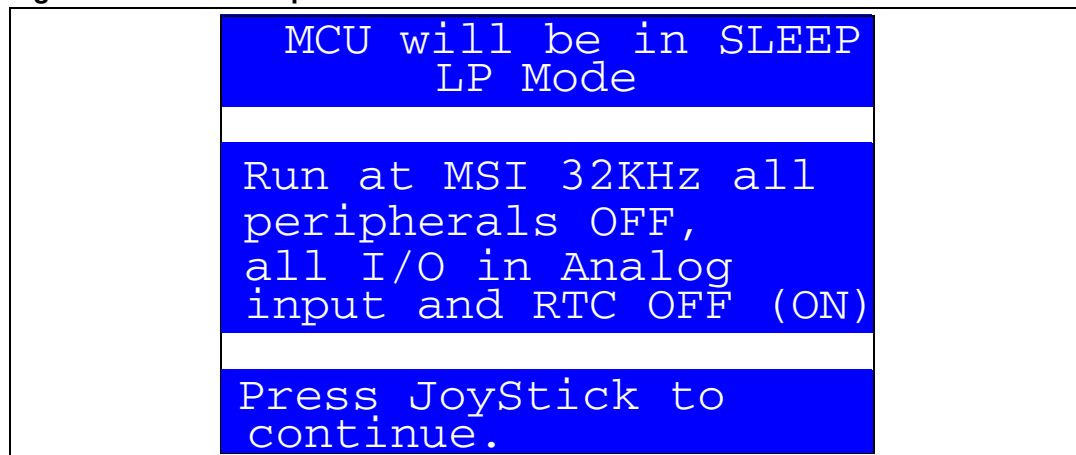 MCU will be in SLEEP
LP Mode
Run at MSI 32KHz all
peripherals OFF,
all I/O in Analog
input and RTC OFF (ON)
Press JoyStick to
continue.